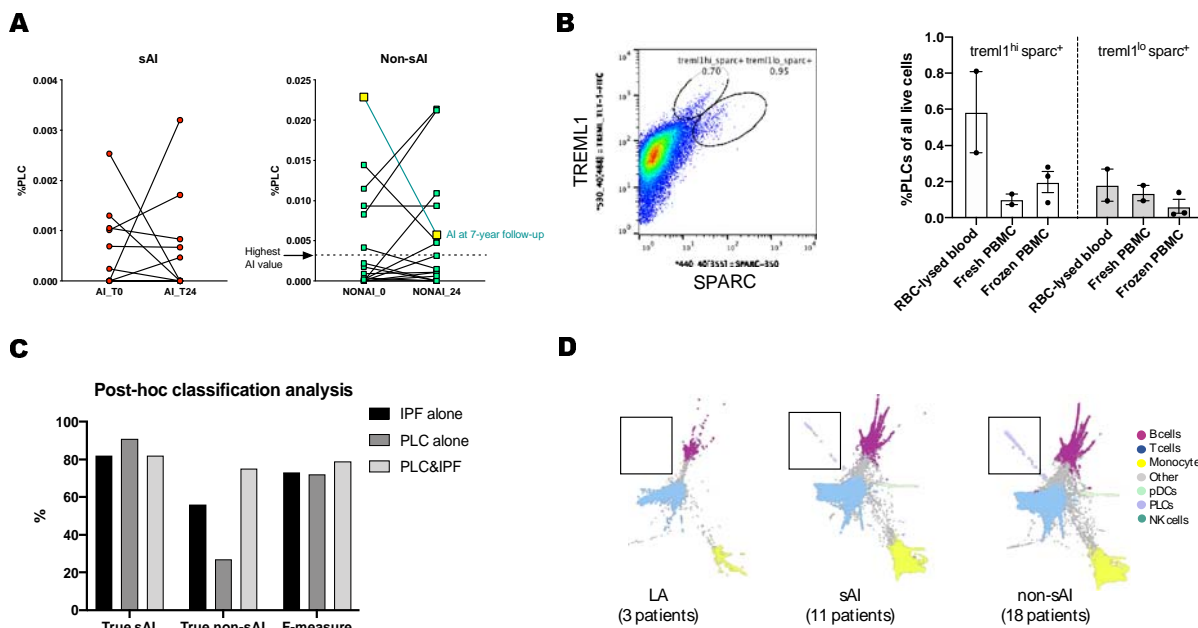 A
sAI
Non-sAI
0.004
0.003
0.002
0.001
0.000
%PLC
AI_T0
AI_T24
0.025
0.020
0.015
0.010
0.005
0.000
%PLC
NONAI_0
NONAI_24
AI at 7-year follow-up
Highest
AI value
B
treml1hi_sparc+ treml1lo_sparc+
0.70
0.95
TREML1
SPARC
1.0
0.8
0.6
0.4
0.2
0.0
%PLCs of all live cells
treml1hi sparc+
treml1lo sparc+
RBC-lysed blood
Fresh PBMC
Frozen PBMC
RBC-lysed blood
Fresh PBMC
Frozen PBMC
C
Post-hoc classification analysis
100
80
60
40
20
0
%
True sAI
True non-sAI
F-measure
IPF alone
PLC alone
PLC&IPF
D
LA
(3 patients)
sAI
(11 patients)
non-sAI
(18 patients)
B cells
T cells
Monocyte
Other
pDCs
PLCs
NK cells